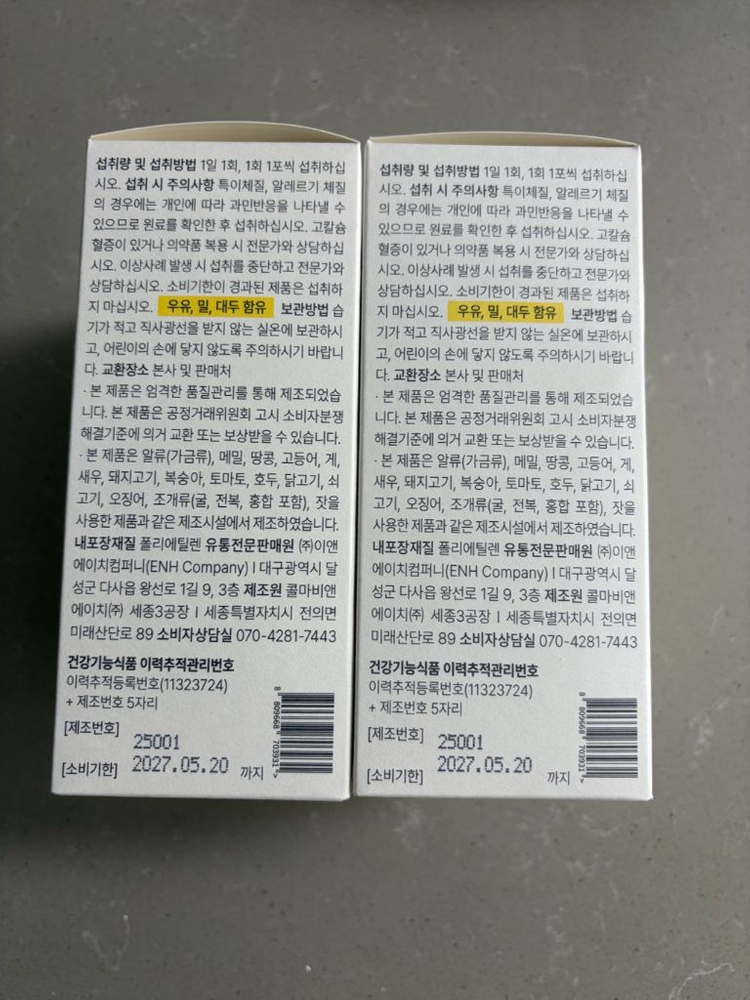 섭취량 및 섭취방법 1일 1회, 1회 1포씩 섭취하십
시오. 섭취 시 주의사항 특이체질, 알레르기 체질
의 경우에는 개인에 따라 과민반응을 나타낼 수
있으므로 원료를 확인한 후 섭취하십시오. 고칼슘
혈증이 있거나 의약품 복용 시 전문가와 상담하십
시오. 이상사례 발생 시 섭취를 중단하고 전문가와
상담하십시오. 소비기한이 경과된 제품은 섭취하
지 마십시오. 우유, 밀, 대두 함유 보관방법 습
기가 적고 직사광선을 받지 않는 실온에 보관하시
고, 어린이의 손에 닿지 않도록 주의하시기 바랍니
다. 교환장소 본사 및 판매처
· 본 제품은 엄격한 품질관리를 통해 제조되었습
니다. 본 제품은 공정거래위원회 고시 소비자분쟁
해결기준에 의거 교환 또는 보상받을 수 있습니다.
· 본 제품은 알류(가금류), 메밀, 땅콩, 고등어, 게,
새우, 돼지고기, 복숭아, 토마토, 호두, 닭고기, 쇠
고기, 오징어, 조개류(굴, 전복, 홍합 포함), 잣을
사용한 제품과 같은 제조시설에서 제조하였습니다.
내포장재질 폴리에틸렌 유통전문판매원 ㈜이앤
에이치컴퍼니(ENH Company) I 대구광역시 달
성군 다사읍 왕선로 1길 9, 3층 제조원 콜마비앤
에이치㈜ 세종3공장 I 세종특별자치시 전의면
미래산단로 89 소비자상담실 070-4281-7443
건강기능식품 이력추적관리번호
이력추적등록번호(11323724)
+ 제조번호 5자리
[제조번호] 25001
[소비기한] 2027.05.20 까지
8 809668 703931 >
섭취량 및 섭취방법 1일 1회, 1회 1포씩 섭취하십
시오. 섭취 시 주의사항 특이체질, 알레르기 체질
의 경우에는 개인에 따라 과민반응을 나타낼 수
있으므로 원료를 확인한 후 섭취하십시오. 고칼슘
혈증이 있거나 의약품 복용 시 전문가와 상담하십
시오. 이상사례 발생 시 섭취를 중단하고 전문가와
상담하십시오. 소비기한이 경과된 제품은 섭취하
지 마십시오. 우유, 밀, 대두 함유 보관방법 습
기가 적고 직사광선을 받지 않는 실온에 보관하시
고, 어린이의 손에 닿지 않도록 주의하시기 바랍니
다. 교환장소 본사 및 판매처
· 본 제품은 엄격한 품질관리를 통해 제조되었습
니다. 본 제품은 공정거래위원회 고시 소비자분쟁
해결기준에 의거 교환 또는 보상받을 수 있습니다.
· 본 제품은 알류(가금류), 메밀, 땅콩, 고등어, 게,
새우, 돼지고기, 복숭아, 토마토, 호두, 닭고기, 쇠
고기, 오징어, 조개류(굴, 전복, 홍합 포함), 잣을
사용한 제품과 같은 제조시설에서 제조하였습니다.
내포장재질 폴리에틸렌 유통전문판매원 ㈜이앤
에이치컴퍼니(ENH Company) I 대구광역시 달
성군 다사읍 왕선로 1길 9, 3층 제조원 콜마비앤
에이치㈜ 세종3공장 I 세종특별자치시 전의면
미래산단로 89 소비자상담실 070-4281-7443
건강기능식품 이력추적관리번호
이력추적등록번호(11323724)
+ 제조번호 5자리
[제조번호] 25001
[소비기한] 2027.05.20 까지
8 809668 703931 >